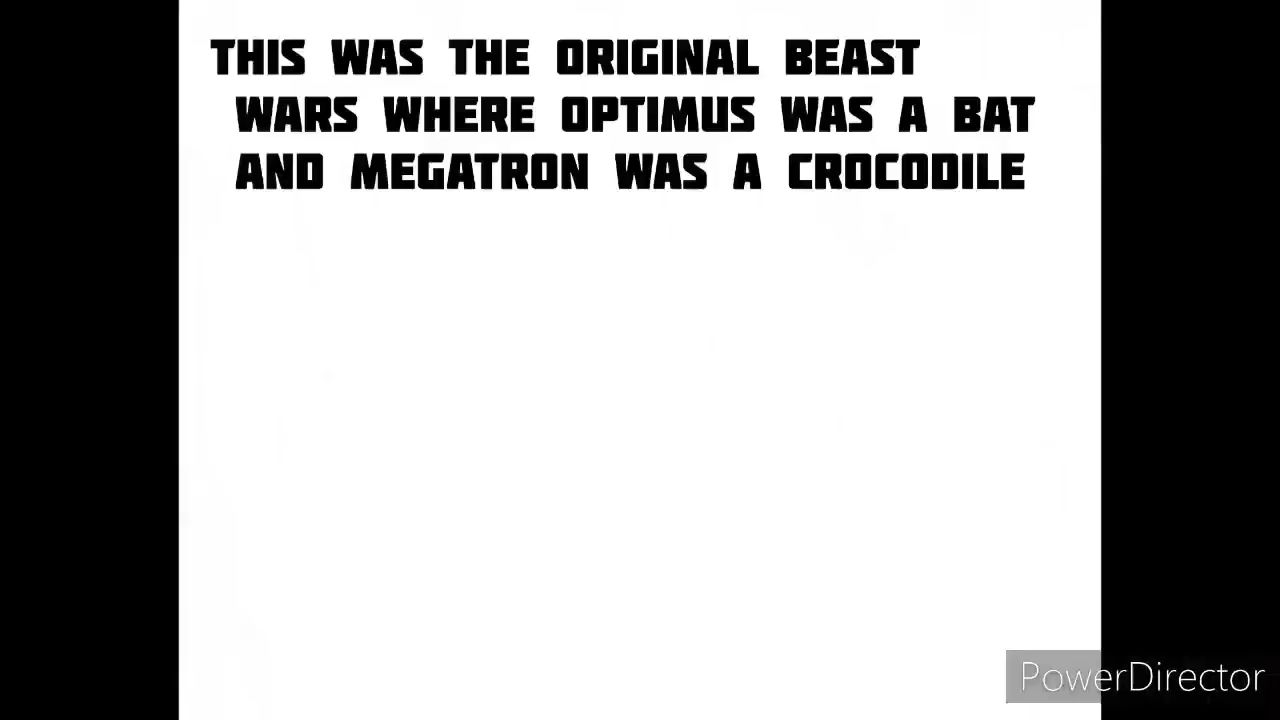 THIS WAS THE ORIGINAL BEAST
WARS WHERE OPTIMUS WAS A BAT
AND MEGATRON WAS A CROCODILE
PowerDirector